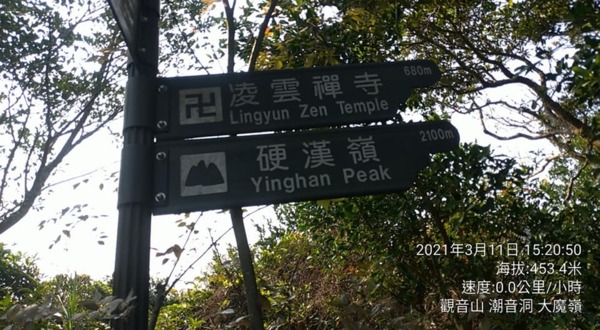 凌雲禪寺 680m
Lingyun Zen Temple
硬漢嶺 2100m
Yinghan Peak
2021年3月11日 15:20:50
海拔:453.4米
速度:0.0公里/小時
觀音山 潮音洞 大魔嶺